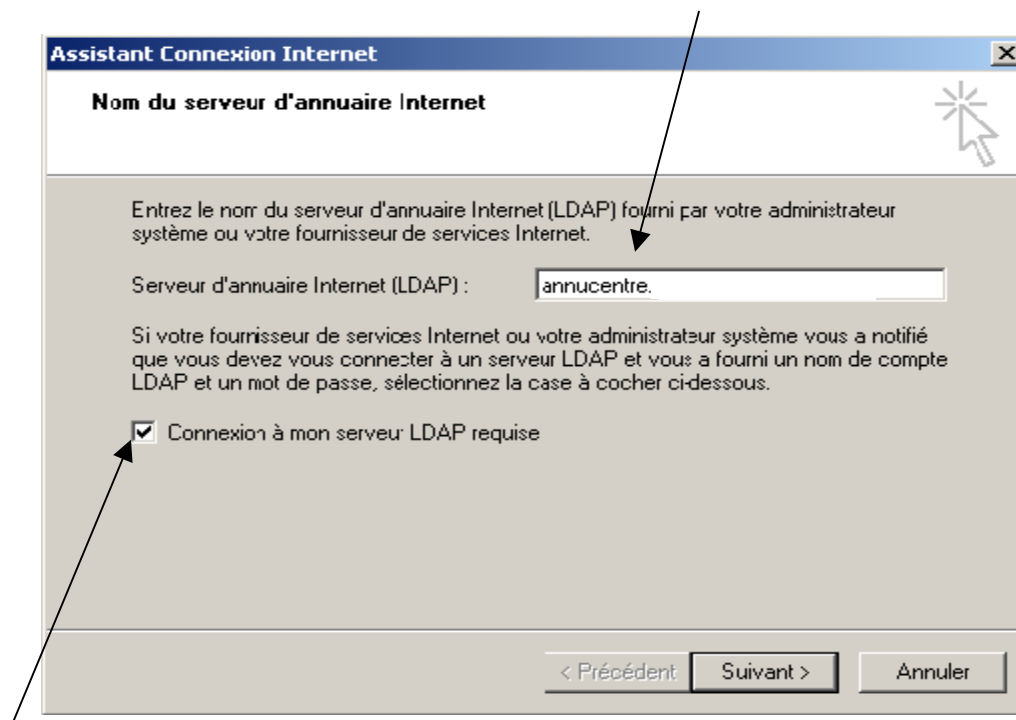 Assistant Connexion Internet
Nom du serveur d'annuaire Internet
Entrez le nom du serveur d'annuaire Internet (LDAP) fourni par votre administrateur
système ou votre fournisseur de services Internet.
Serveur d'annuaire Internet (LDAP) : annucentre.
Si votre fournisseur de services Internet ou votre administrateur système vous a notifié
que vous devez vous connecter à un serveur LDAP et vous a fourni un nom de compte
LDAP et un mot de passe, sélectionnez la case à cocher ci-dessous.
Connexion à mon serveur LDAP requise
< Précédent Suivant > Annuler